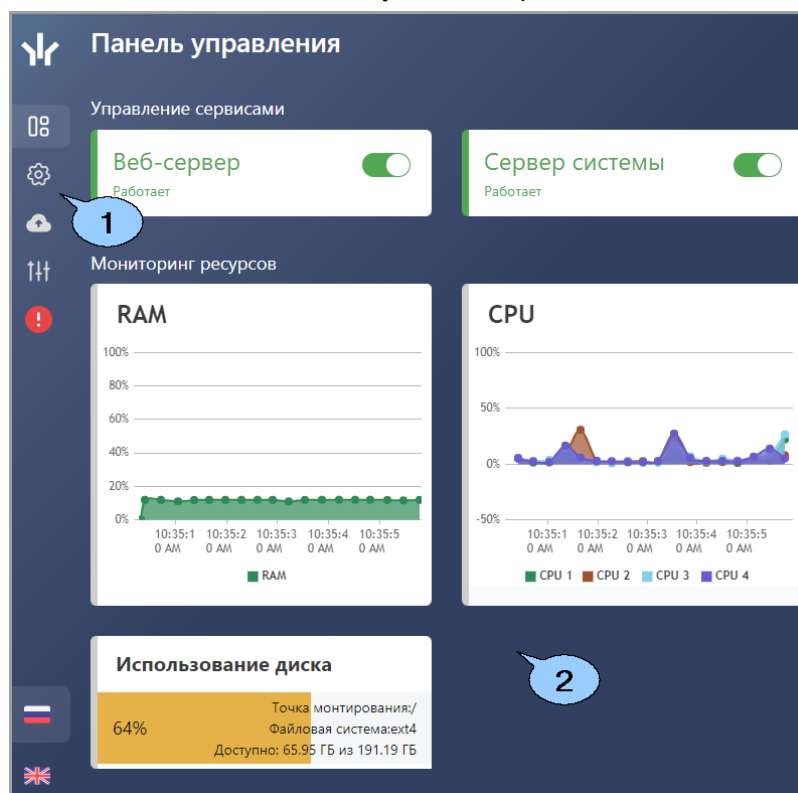 Панель управления
Управление сервисами
Веб-сервер
Работает
Сервер системы
Работает
1
Мониторинг ресурсов
RAM
100%
80%
60%
40%
20%
0%
10:35:1 10:35:2 10:35:3 10:35:4 10:35:5
0 AM 0 AM 0 AM 0 AM 0 AM
RAM
CPU
100%
50%
0%
-50%
10:35:1 10:35:2 10:35:3 10:35:4 10:35:5
0 AM 0 AM 0 AM 0 AM 0 AM
CPU 1 CPU 2 CPU 3 CPU 4
Использование диска
64%
Точка монтирования:/
Файловая система:ext4
Доступно: 65.95 ГБ из 191.19 ГБ
2